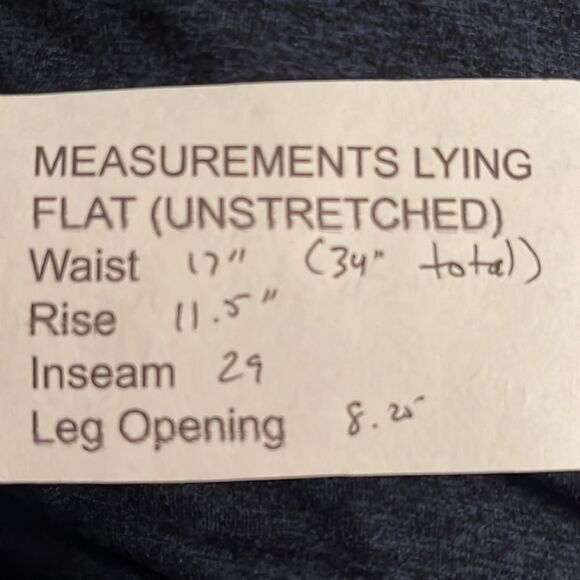 MEASUREMENTS LYING
FLAT (UNSTRETCHED)
Waist 17" (34" total)
Rise 11.5"
Inseam 29
Leg Opening 8.25